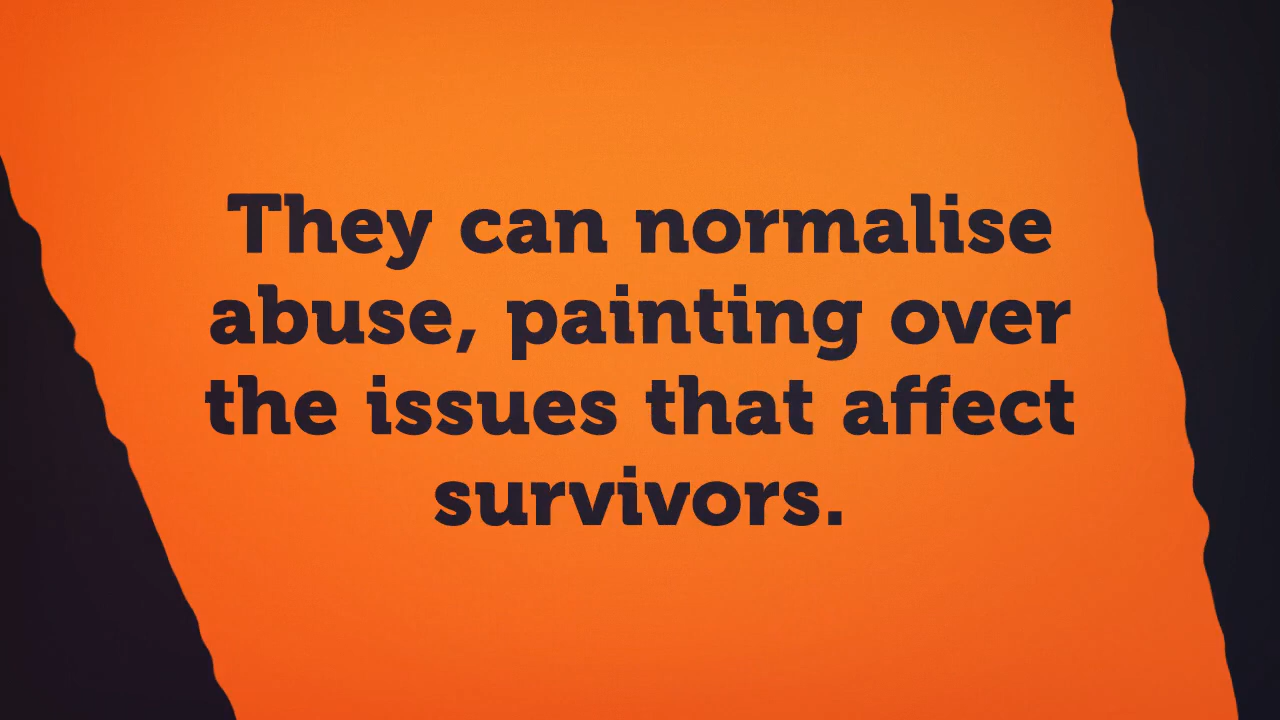 They can normalise
abuse, painting over
the issues that affect
survivors.